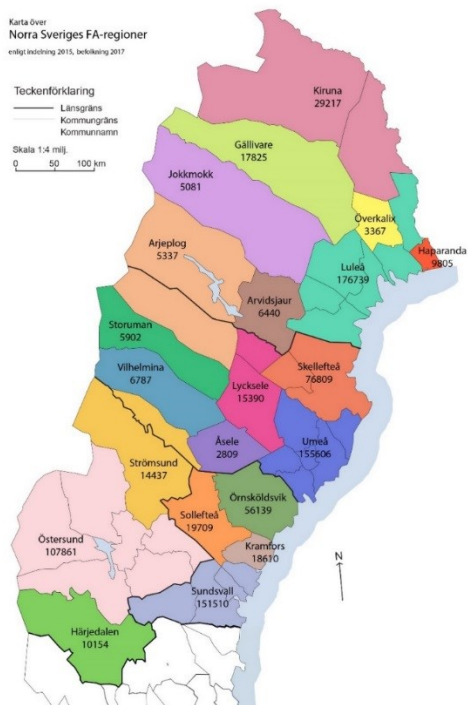 Karta över
Norra Sveriges FA-regioner
enligt indelning 2015, befolkning 2017
Teckenförklaring
Länsgräns
Kommungräns
Kommunnamn
Skala 1:4 milj.
0 50 100 km
Kiruna
29217
Gällivare
17825
Jokkmokk
5081
Överkalix
3367
Arjeplog
5337
Haparanda
9805
Luleå
176739
Arvidsjaur
6440
Storuman
5902
Skellefteå
76809
Vilhelmina
6787
Lycksele
15390
Åsele
2809
Umeå
155606
Strömsund
14437
Örnsköldsvik
56139
Sollefteå
19709
Östersund
107861
Kramfors
18610
N
Sundsvall
151510
Härjedalen
10154